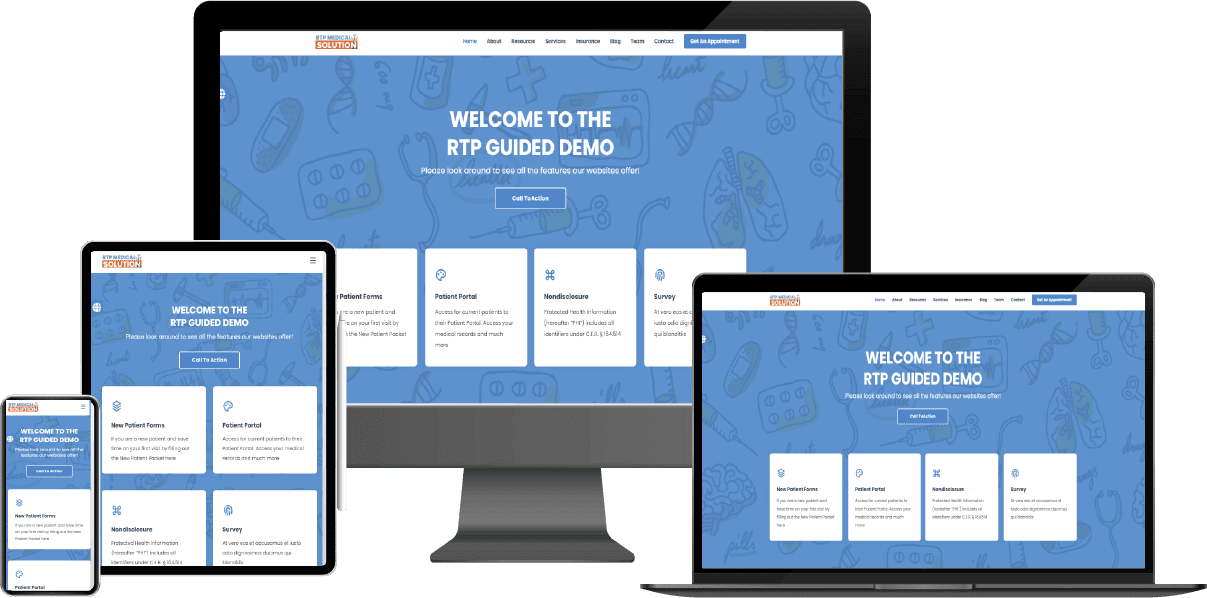 RTP MEDICAL
SOLUTION
Home About Resources Services Insurance Blog Team Contact Get An Appointment
heart
600 mg
WELCOME TO THE
RTP GUIDED DEMO
Please look around to see all the features our websites offer!
health
Call To Action
Patient Forms
are a new patient and
time on your first visit by
t the New Patient Packet
Patient Portal
Access for current patients to
their Patient Portal. Access your
medical records and much
more
Nondisclosure
Protected Health Information
(hereafter "PHI") includes all
identifiers under C.F.R. § 164.514
Survey
At vero eos et
iusto odio digniss
qui blanditiis
RTP MEDICAL
SOLUTION
WELCOME TO THE
RTP GUIDED DEMO
Please look around to see all the features our websites offer!
Call To Action
New Patient Forms
If you are a new patient and save
time on your first visit by filling out
the New Patient Packet here
Patient Portal
Access for current patients to their
Patient Portal. Access your medical
records and much more
Nondisclosure
Protected Health Information
(hereafter "PHI") includes all
identifiers under C.F.R. § 164.514
Survey
At vero eos et accusamus et iusto
odio dignissimos ducimus qui
blanditiis
RTP MEDICAL
SOLUTION
WELCOME TO THE
RTP GUIDED DEMO
Please look around to see all the
features our websites offer!
Call To Action
New Patient Forms
If you are a new patient and save time
on your first visit by filling out the New
Patient Packet here
Patient Portal
RTP MEDICAL
SOLUTION
Home About Resources Services Insurance Blog Team Contact Get An Appointment
WELCOME TO THE
RTP GUIDED DEMO
Please look around to see all the features our websites offer!
Call To Action
New Patient Forms
If you are a new patient and
save time on your first visit by
filling out the New Patient Packet
here
Patient Portal
Access for current patients to
their Patient Portal. Access your
medical records and much
more
Nondisclosure
Protected Health Information
(hereafter "PHI") includes all
identifiers under C.F.R. § 164.514
Survey
At vero eos et accusamus et
iusto odio dignissimos ducimus
qui blanditiis
pills